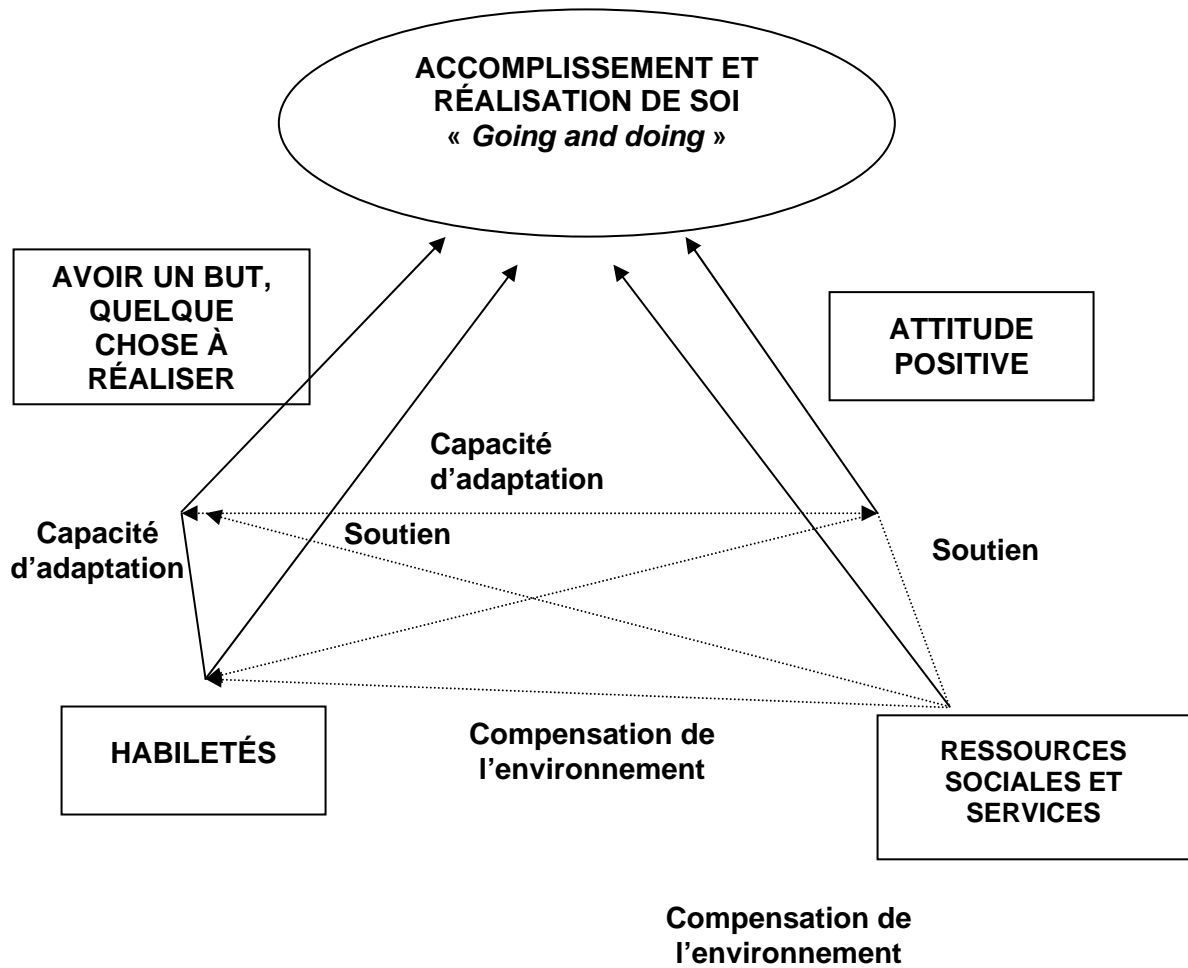 ACCOMPLISSEMENT ET
RÉALISATION DE SOI
« Going and doing »
AVOIR UN BUT,
QUELQUE
CHOSE À
RÉALISER
ATTITUDE
POSITIVE
Capacité
d’adaptation
Capacité
d’adaptation
Soutien
Soutien
HABILETÉS
Compensation de
l’environnement
RESSOURCES
SOCIALES ET
SERVICES
Compensation de
l’environnement